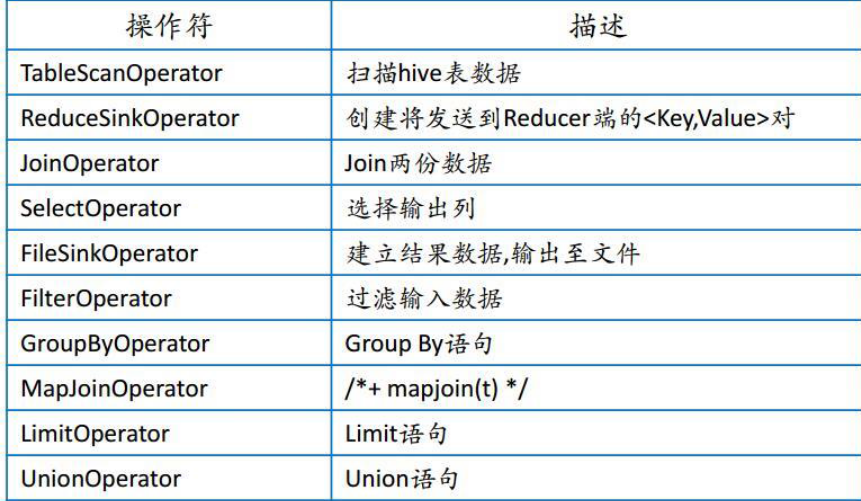 操作符 描述
TableScanOperator 扫描hive表数据
ReduceSinkOperator 创建将发送到Reducer端的<Key,Value>对
JoinOperator Join两份数据
SelectOperator 选择输出列
FileSinkOperator 建立结果数据,输出至文件
FilterOperator 过滤输入数据
GroupByOperator Group By语句
MapJoinOperator /*+ mapjoin(t) */
LimitOperator Limit语句
UnionOperator Union语句